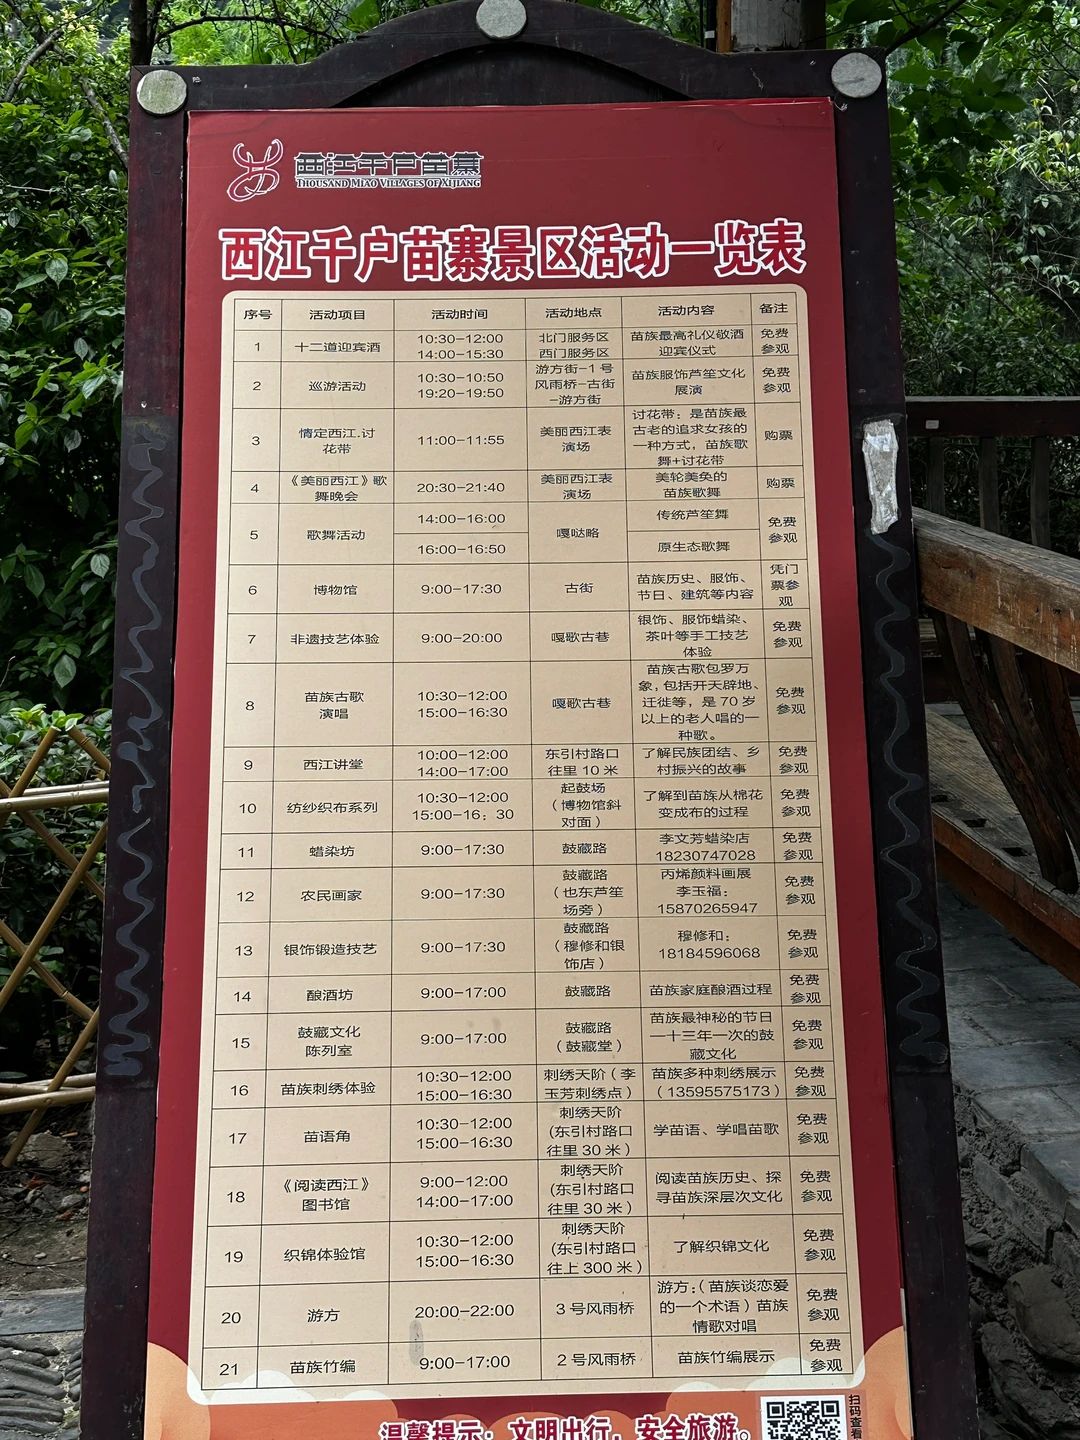 西江千户苗寨
THOUSAND MIAO VILLAGES OF XIJIANG
西江千户苗寨景区活动一览表
序号 活动项目 活动时间 活动地点 活动内容 备注
1 十二道迎宾酒 10:30-12:00 14:00-15:30 北门服务区 西门服务区 苗族最高礼仪敬酒迎宾仪式 免费参观
2 巡游活动 10:30-10:50 19:20-19:50 游方街-1号风雨桥-古街-游方街 苗族服饰芦笙文化展演 免费参观
3 情定西江.讨花带 11:00-11:55 美丽西江表演场 讨花带：是苗族最古老的追求女孩的一种方式，苗族歌舞+讨花带 购票
4 《美丽西江》歌舞晚会 20:30-21:40 美丽西江表演场 美轮美奂的苗族歌舞 购票
5 歌舞活动 14:00-16:00 嘎哒略 传统芦笙舞 免费参观
16:00-16:50 原生态歌舞
6 博物馆 9:00-17:30 古街 苗族历史、服饰、节日、建筑等内容 凭门票参观
7 非遗技艺体验 9:00-20:00 嘎歌古巷 银饰、服饰蜡染、茶叶等手工技艺体验 免费参观
8 苗族古歌演唱 10:30-12:00 15:00-16:30 嘎歌古巷 苗族古歌包罗万象，包括开天辟地、迁徙等，是70岁以上的老人唱的一种歌。 免费参观
9 西江讲堂 10:00-12:00 14:00-17:00 东引村路口往里10米 了解民族团结、乡村振兴的故事 免费参观
10 纺纱织布系列 10:30-12:00 15:00-16；30 起鼓场（博物馆斜对面） 了解到苗族从棉花变成布的过程 免费参观
11 蜡染坊 9:00-17:30 鼓藏路 李文芳蜡染店 18230747028 免费参观
12 农民画家 9:00-17:30 鼓藏路（也东芦笙场旁） 丙烯颜料画展 李玉福：15870265947 免费参观
13 银饰锻造技艺 9:00-17:30 鼓藏路（穆修和银饰店） 穆修和：18184596068 免费参观
14 酿酒坊 9:00-17:00 鼓藏路 苗族家庭酿酒过程 免费参观
15 鼓藏文化陈列室 9:00-17:00 鼓藏路（鼓藏堂） 苗族最神秘的节日—十三年一次的鼓藏文化 免费参观
16 苗族刺绣体验 10:30-12:00 15:00-16:30 刺绣天阶（李玉芳刺绣点） 苗族多种刺绣展示（13595575173） 免费参观
17 苗语角 10:30-12:00 15:00-16:30 刺绣天阶(东引村路口往里30米） 学苗语、学唱苗歌 免费参观
18 《阅读西江》图书馆 9:00-12:00 14:00-17:00 刺绣天阶(东引村路口往里30米） 阅读苗族历史、探寻苗族深层次文化 免费参观
19 织锦体验馆 10:30-12:00 15:00-16:30 刺绣天阶(东引村路口往上300米） 了解织锦文化 免费参观
20 游方 20:00-22:00 3号风雨桥 游方：（苗族谈恋爱的一个术语）苗族情歌对唱 免费参观
21 苗族竹编 9:00-17:00 2号风雨桥 苗族竹编展示 免费参观
温馨提示：文明出行，安全旅游。
扫码查看